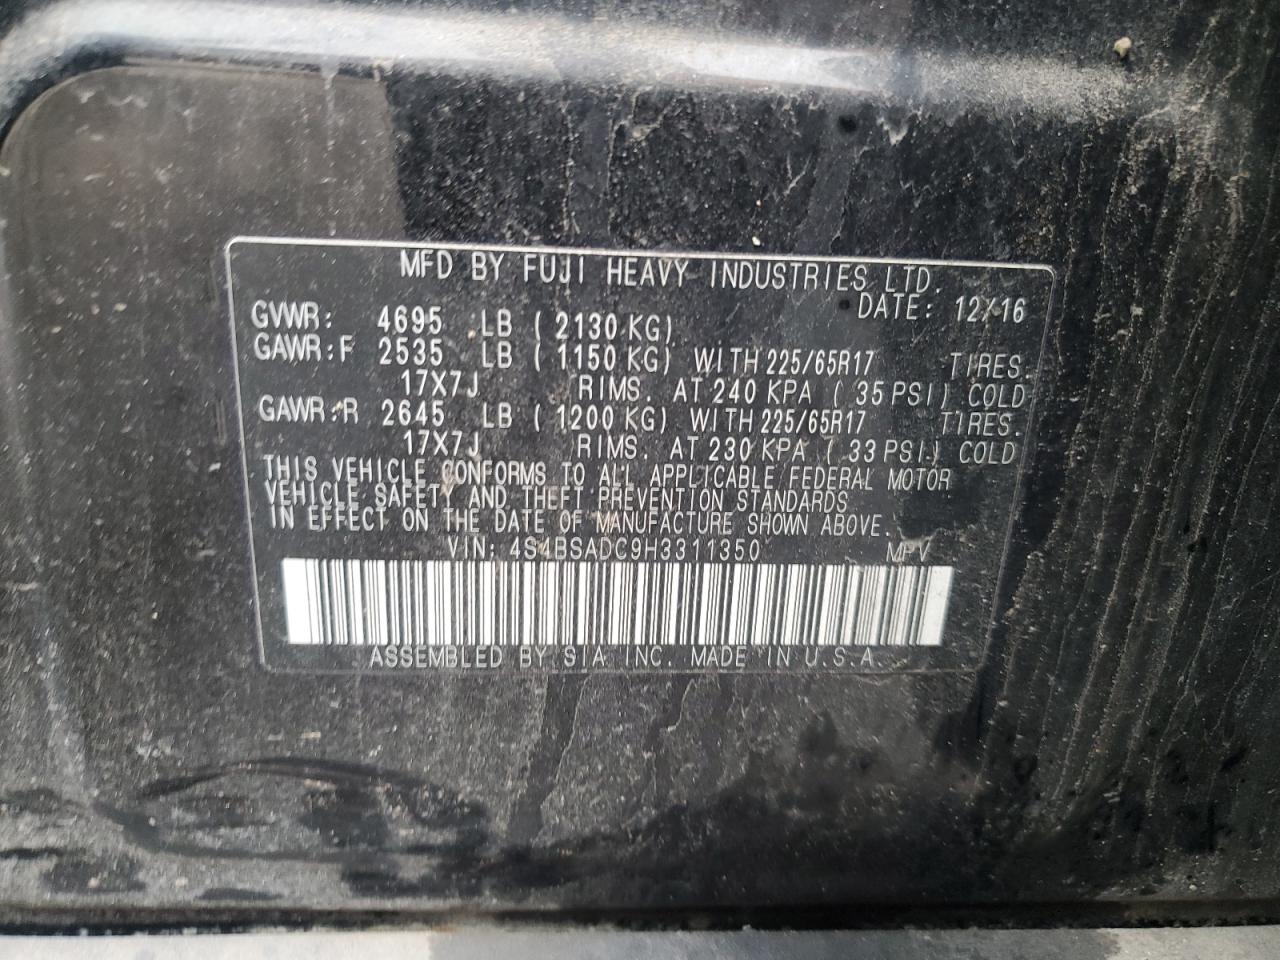 MFD BY FUJI HEAVY INDUSTRIES LTD.
DATE: 12/16
GVWR: 4695 LB ( 2130 KG)
GAWR:F 2535 LB ( 1150 KG) WITH 225/65R17 TIRES.
17X7J RIMS. AT 240 KPA ( 35 PSI) COLD
GAWR:R 2645 LB ( 1200 KG) WITH 225/65R17 TIRES.
17X7J RIMS. AT 230 KPA ( 33 PSI) COLD
THIS VEHICLE CONFORMS TO ALL APPLICABLE FEDERAL MOTOR
VEHICLE SAFETY AND THEFT PREVENTION STANDARDS
IN EFFECT ON THE DATE OF MANUFACTURE SHOWN ABOVE.
VIN: 4S4BSADC9H3311350 MPV
ASSEMBLED BY SIA INC. MADE IN U.S.A.